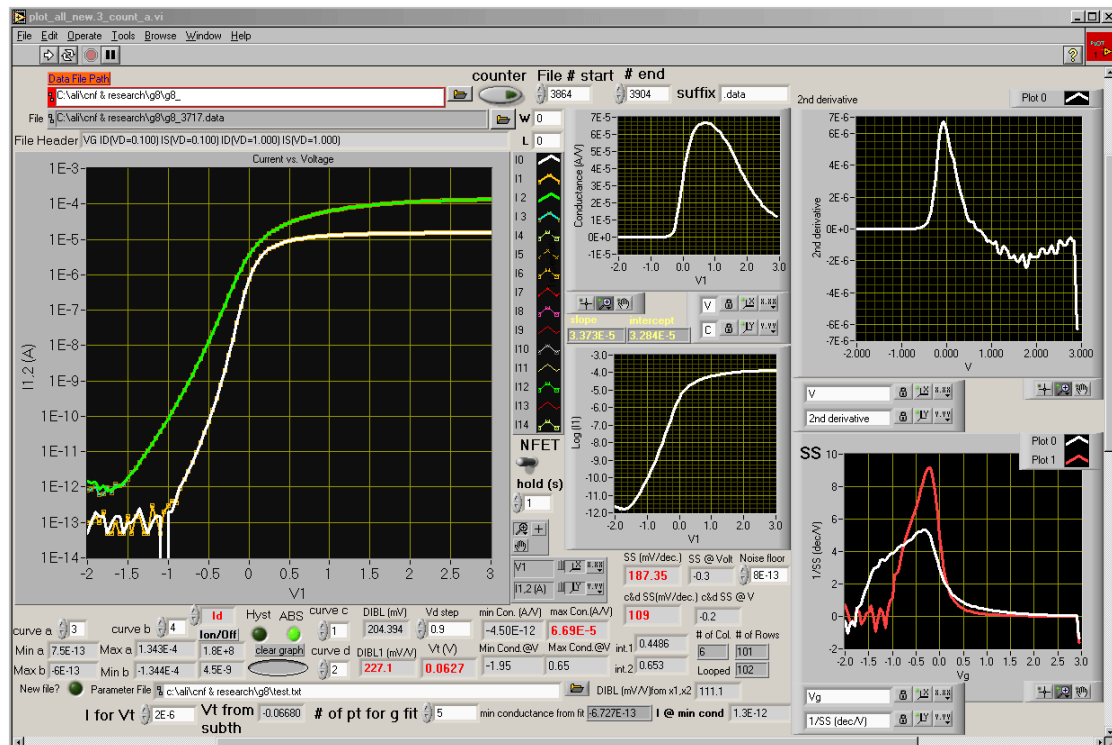 plot_all_new.3_count_a.vi
File Edit Operate Tools Browse Window Help
Data File Path
C:\ali\cnf & research\g8\g8_
File C:\ali\cnf & research\g8\g8_3717.data
File Header VG ID(VD=0.100) IS(VD=0.100) ID(VD=1.000) IS(VD=1.000)
counter File # start # end suffix
3864 3904 .data
W 0
L 0
Current vs. Voltage
1E-3
1E-4
1E-5
1E-6
1E-7
1E-8
1E-9
1E-10
1E-11
1E-12
1E-13
1E-14
I1,2 (A)
-2 -1.5 -1 -0.5 0 0.5 1 1.5 2 2.5 3
V1
I0
I1
I2
I3
I4
I5
I6
I7
I8
I9
I10
I11
I12
I13
I14
NFET
hold (s)
1
V1 X.XX
I1,2 (A) Y.YY
7E-5
6E-5
5E-5
4E-5
3E-5
2E-5
1E-5
0E+0
-1E-5
Conductance (A/V)
-2.0 -1.0 0.0 1.0 2.0 3.0
V1
V X X.XX
C Y Y.YY
slope intercept
3.373E-5 3.284E-5
-3.0
-4.0
-5.0
-6.0
-7.0
-8.0
-9.0
-10.0
-11.0
-12.0
Log (I1)
-2.0 -1.0 0.0 1.0 2.0 3.0
V1
2nd derivative Plot 0
7E-6
6E-6
4E-6
2E-6
0E+0
-2E-6
-4E-6
-6E-6
-7E-6
2nd derivative
-2.000 -1.000 0.000 1.000 2.000 3.000
V
V X X.XX
2nd derivative Y Y.YY
SS
Plot 0
Plot 1
10
8
6
4
2
0
-2
1/SS (dec/V)
-2.0 -1.5 -1.0 -0.5 0.0 0.5 1.0 1.5 2.0 2.5 3.0
Vg
Vg X X.XX
1/SS (dec/V) Y Y.YY
SS (mV/dec.) SS @ Volt Noise floor
187.35 -0.3 8E-13
c&d SS(mV/dec.) c&d SS @ V
109 -0.2
curve a 3 curve b 4 Id Hyst ABS curve c 1 DIBL (mV) 204.394 Vd step 0.9 min Con. (A/V) -4.50E-12 max Con.(A/V) 6.69E-5 int.1 0.4486 # of Col. 6 # of Rows 101
Ion/Off
Min a 7.5E-13 Max a 1.343E-4 1.8E+8 clear graph curve d 2 DIBL1 (mV/V) 227.1 Vt (V) 0.0627 Min Cond.@V -1.95 Max Cond.@V 0.65 int.2 0.653 Looped 102
Max b -6E-13 Min b -1.344E-4 4.5E-9
New file? Parameter File c:\ali\cnf & research\g8\test.txt DIBL (mV/V)fom x1,x2 111.1
I for Vt 2E-6 Vt from subth -0.06680 # of pt for g fit 5 min conductance from fit -6.727E-13 I @ min cond 1.3E-12